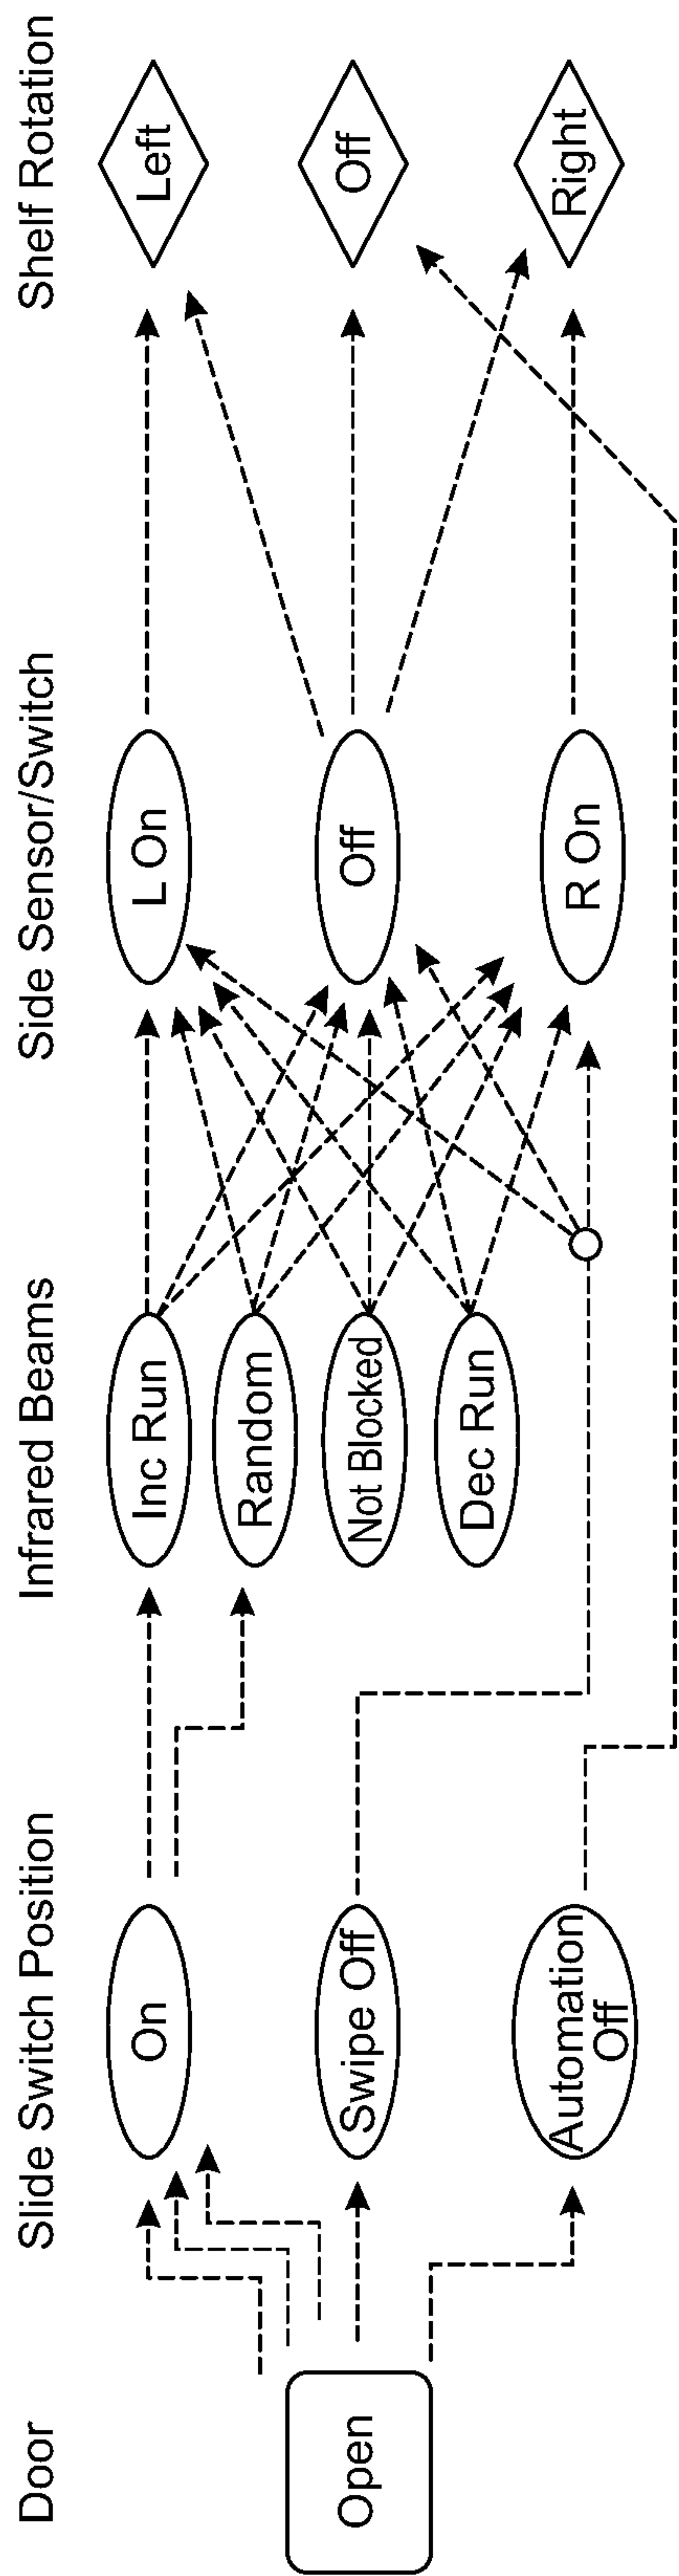 Door
Slide Switch Position
Infrared Beams
Side Sensor/Switch
Shelf Rotation
Open
On
Swipe Off
Automation
Off
Inc Run
Random
Not Blocked
Dec Run
L On
Off
R On
Left
Off
Right